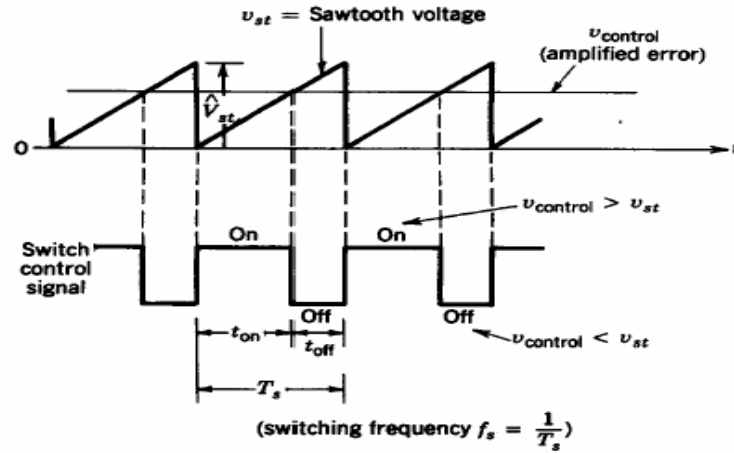 v_st = Sawtooth voltage
v_control
(amplified error)
V̂_st
0
t
v_control > v_st
On
On
Switch
control
signal
Off
Off
t_on
t_off
v_control < v_st
T_s
(switching frequency f_s = 1/T_s)